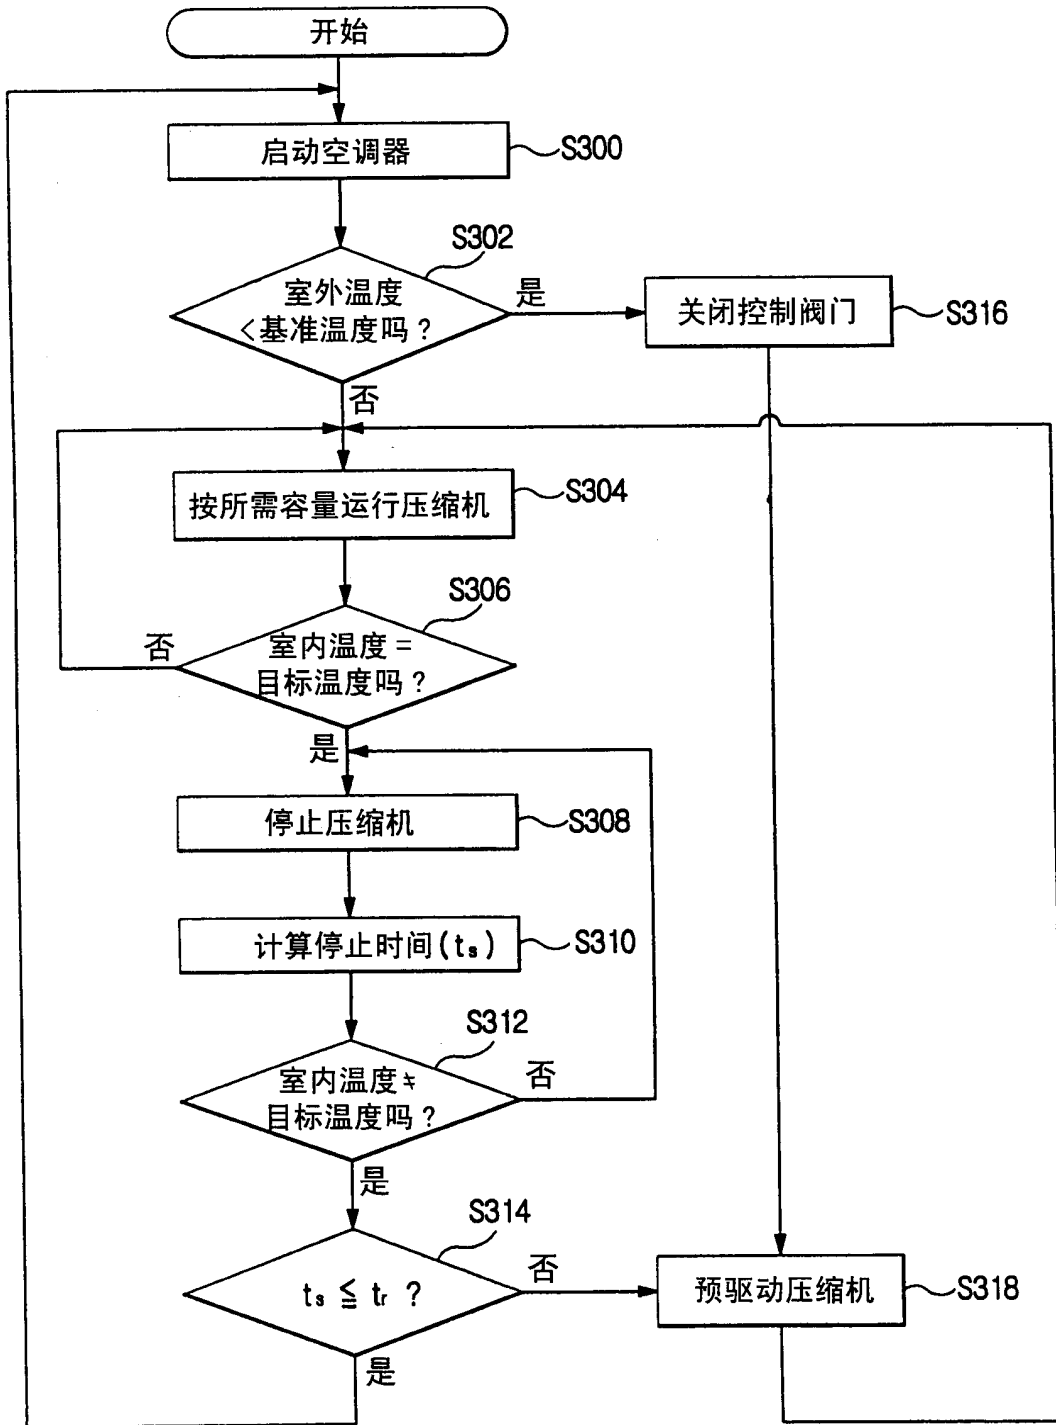 开始
启动空调器
S300
S302
室外温度
<基准温度吗?
是
关闭控制阀门
S316
否
按所需容量运行压缩机
S304
S306
否
室内温度=
目标温度吗?
是
停止压缩机
S308
计算停止时间(ts)
S310
S312
室内温度≠
目标温度吗?
否
是
S314
ts ≦ tr ?
否
预驱动压缩机
S318
是